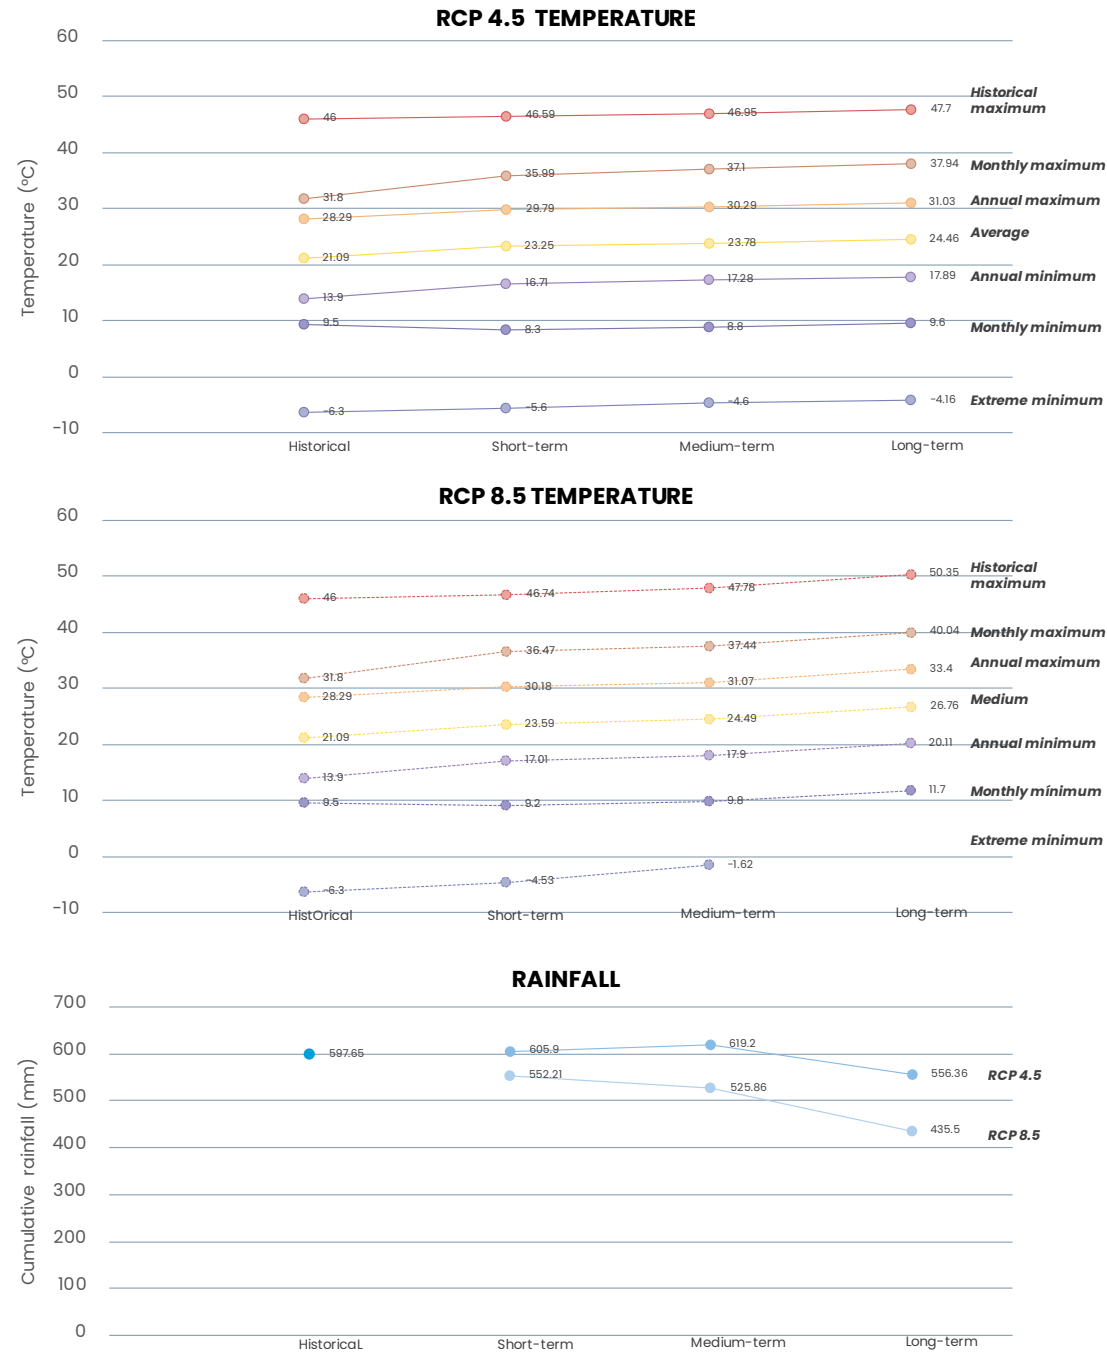 RCP 4.5 TEMPERATURE
60
50
40
30
20
10
0
-10
Temperature (ºC)
46
46.59
46.95
47.7
Historical
maximum
31.8
35.99
37.1
37.94
Monthly maximum
28.29
29.79
30.29
31.03
Annual maximum
21.09
23.25
23.78
24.46
Average
13.9
16.71
17.28
17.89
Annual minimum
9.5
8.3
8.8
9.6
Monthly minimum
-6.3
-5.6
-4.6
-4.16
Extreme minimum
Historical
Short-term
Medium-term
Long-term
RCP 8.5 TEMPERATURE
60
50
40
30
20
10
0
-10
Temperature (ºC)
46
46.74
47.78
50.35
Historical
maximum
31.8
36.47
37.44
40.04
Monthly maximum
28.29
30.18
31.07
33.4
Annual maximum
21.09
23.59
24.49
26.76
Medium
13.9
17.01
17.9
20.11
Annual minimum
9.5
9.2
9.8
11.7
Monthly mínimum
Extreme minimum
-6.3
-4.53
-1.62
HistOrical
Short-term
Medium-term
Long-term
RAINFALL
700
600
500
400
300
200
100
0
Cumulative rainfall (mm)
597.65
605.9
619.2
556.36
RCP 4.5
552.21
525.86
435.5
RCP 8.5
HistoricaL
Short-term
Medium-term
Long-term